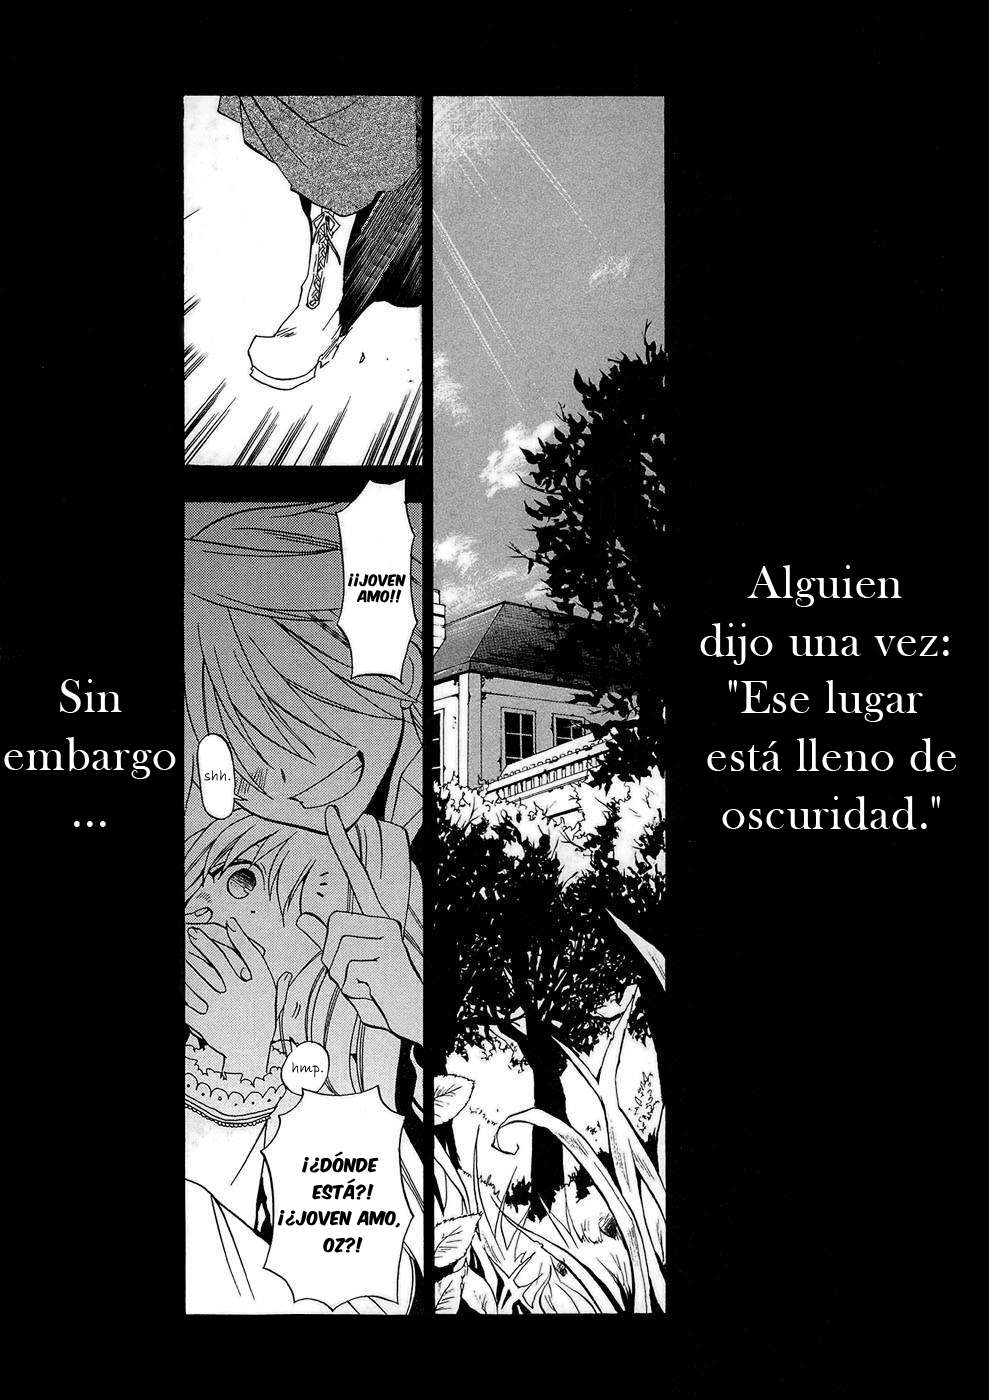 Alguien
dijo una vez:
"Ese lugar
está lleno de
oscuridad."
¡¡JOVEN
AMO!!
shh.
hmp.
¡¿DÓNDE
ESTÁ?!
¡¿JOVEN AMO,
OZ?!
Sin
embargo
...